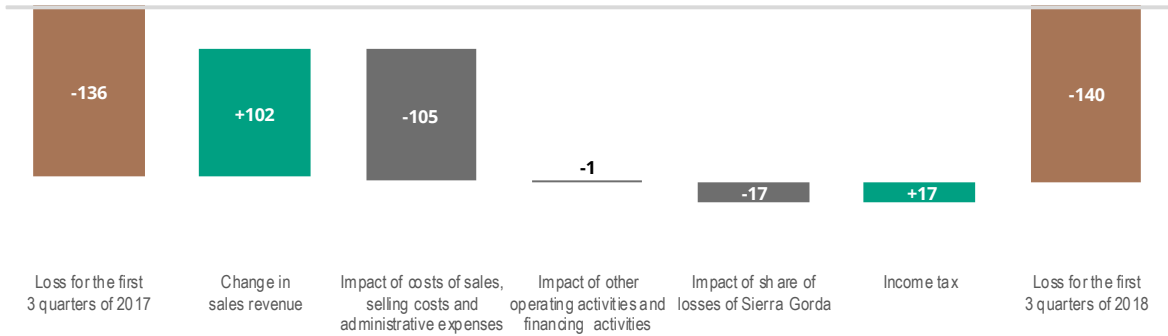 -136
+102
-105
-1
-17
+17
-140
Loss for the first
3 quarters of 2017
Change in
sales revenue
Impact of costs of sales,
selling costs and
administrative expenses
Impact of other
operating activities and
financing activities
Impact of share of
losses of Sierra Gorda
Income tax
Loss for the first
3 quarters of 2018